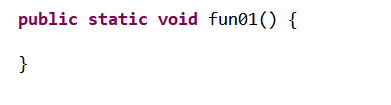 public static void fun01() {
}